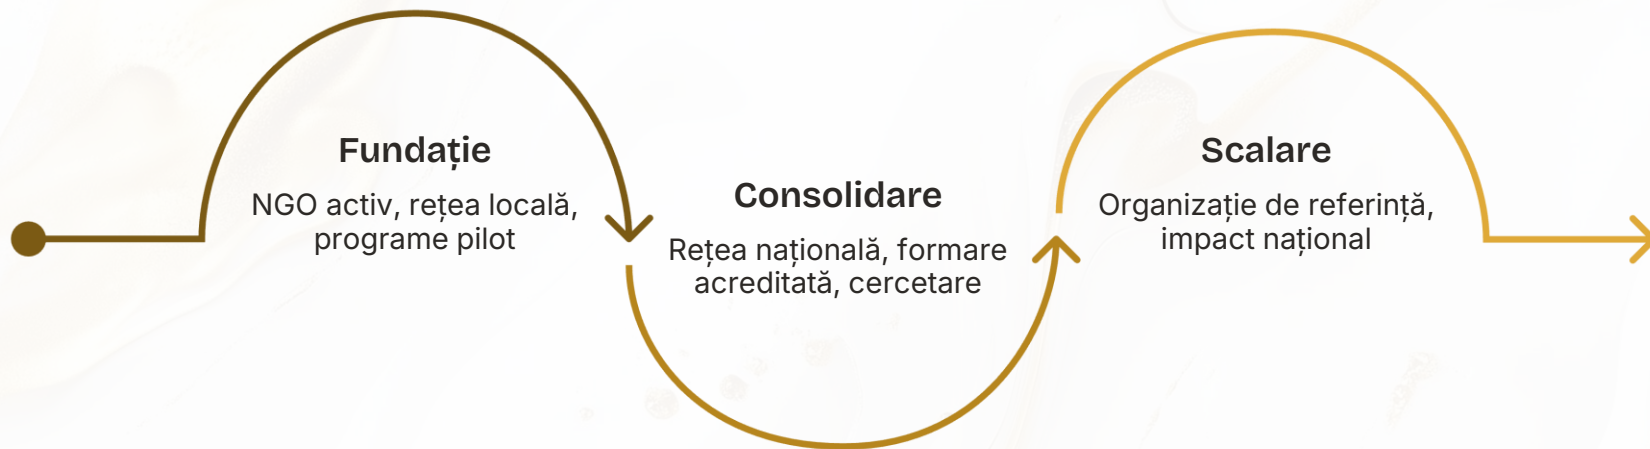 Fundație
NGO activ, rețea locală,
programe pilot
Consolidare
Rețea națională, formare
acreditată, cercetare
Scalare
Organizație de referință,
impact național